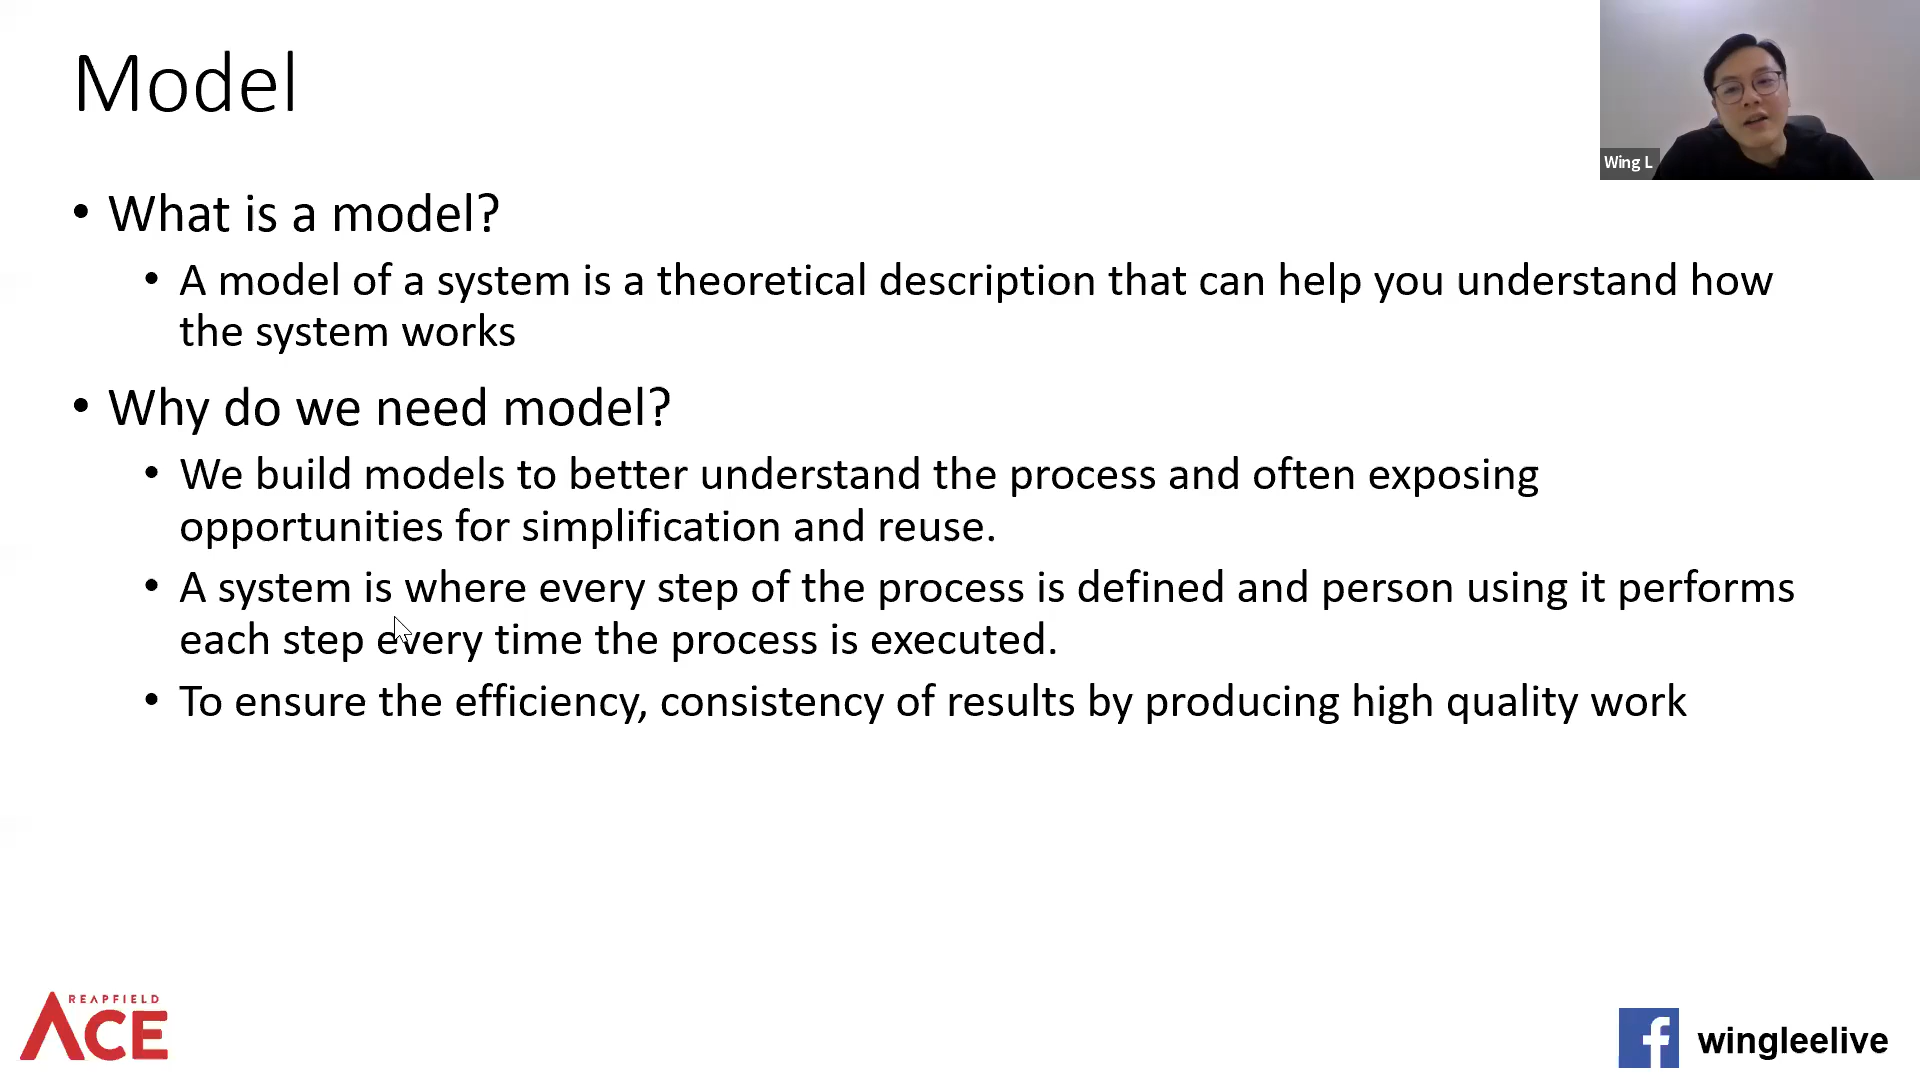 Model
Wing L
• What is a model?
• A model of a system is a theoretical description that can help you understand how
the system works
• Why do we need model?
• We build models to better understand the process and often exposing
opportunities for simplification and reuse.
• A system is where every step of the process is defined and person using it performs
each step every time the process is executed.
• To ensure the efficiency, consistency of results by producing high quality work
REAPFIELD
ACE
f wingleelive